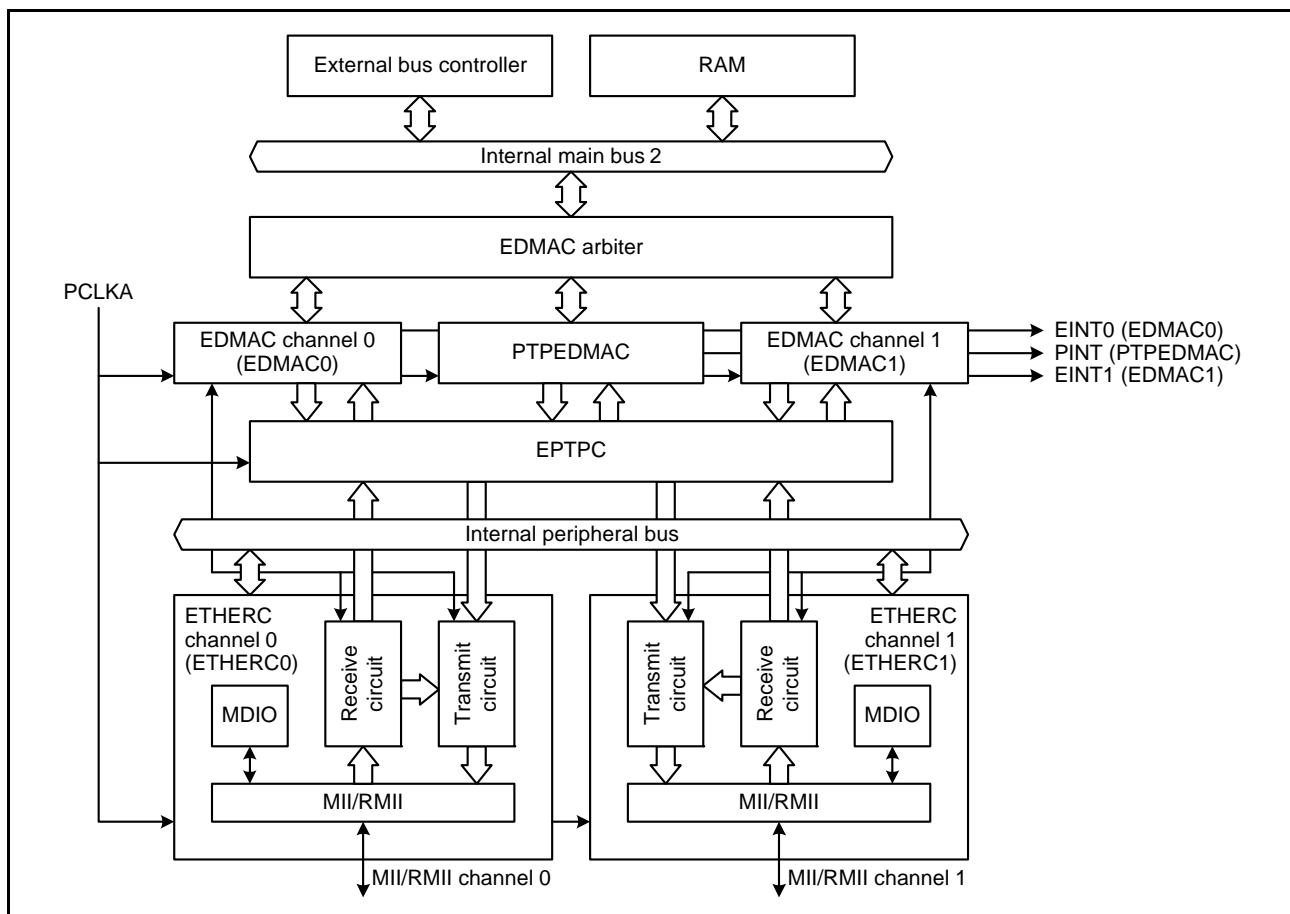 External bus controller
RAM
Internal main bus 2
EDMAC arbiter
PCLKA
EDMAC channel 0
(EDMAC0)
PTPEDMAC
EDMAC channel 1
(EDMAC1)
EINT0 (EDMAC0)
PINT (PTPEDMAC)
EINT1 (EDMAC1)
EPTPC
Internal peripheral bus
ETHERC
channel 0
(ETHERC0)
Receive
circuit
Transmit
circuit
MDIO
MII/RMII
Transmit
circuit
Receive
circuit
ETHERC
channel 1
(ETHERC1)
MDIO
MII/RMII
MII/RMII channel 0
MII/RMII channel 1